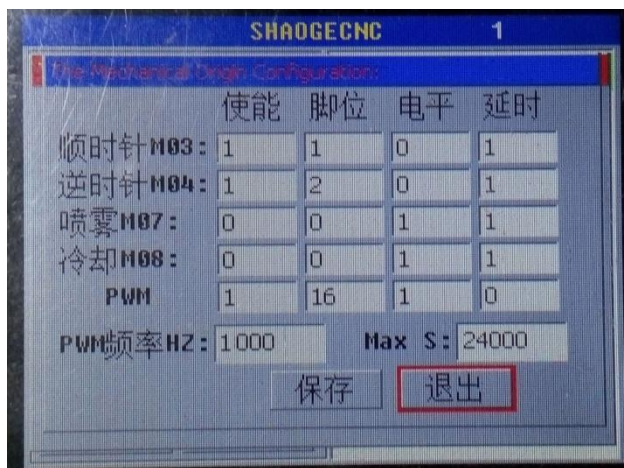 SHAOGECNC 1
The Mechanical Origin Configuration:
使能 脚位 电平 延时
顺时针M03: 1 1 0 1
逆时针M04: 1 2 0 1
喷雾M07: 0 0 1 1
冷却M08: 0 0 1 1
PWM 1 16 1 0
PWM频率HZ: 1000 Max S: 24000
保存 退出